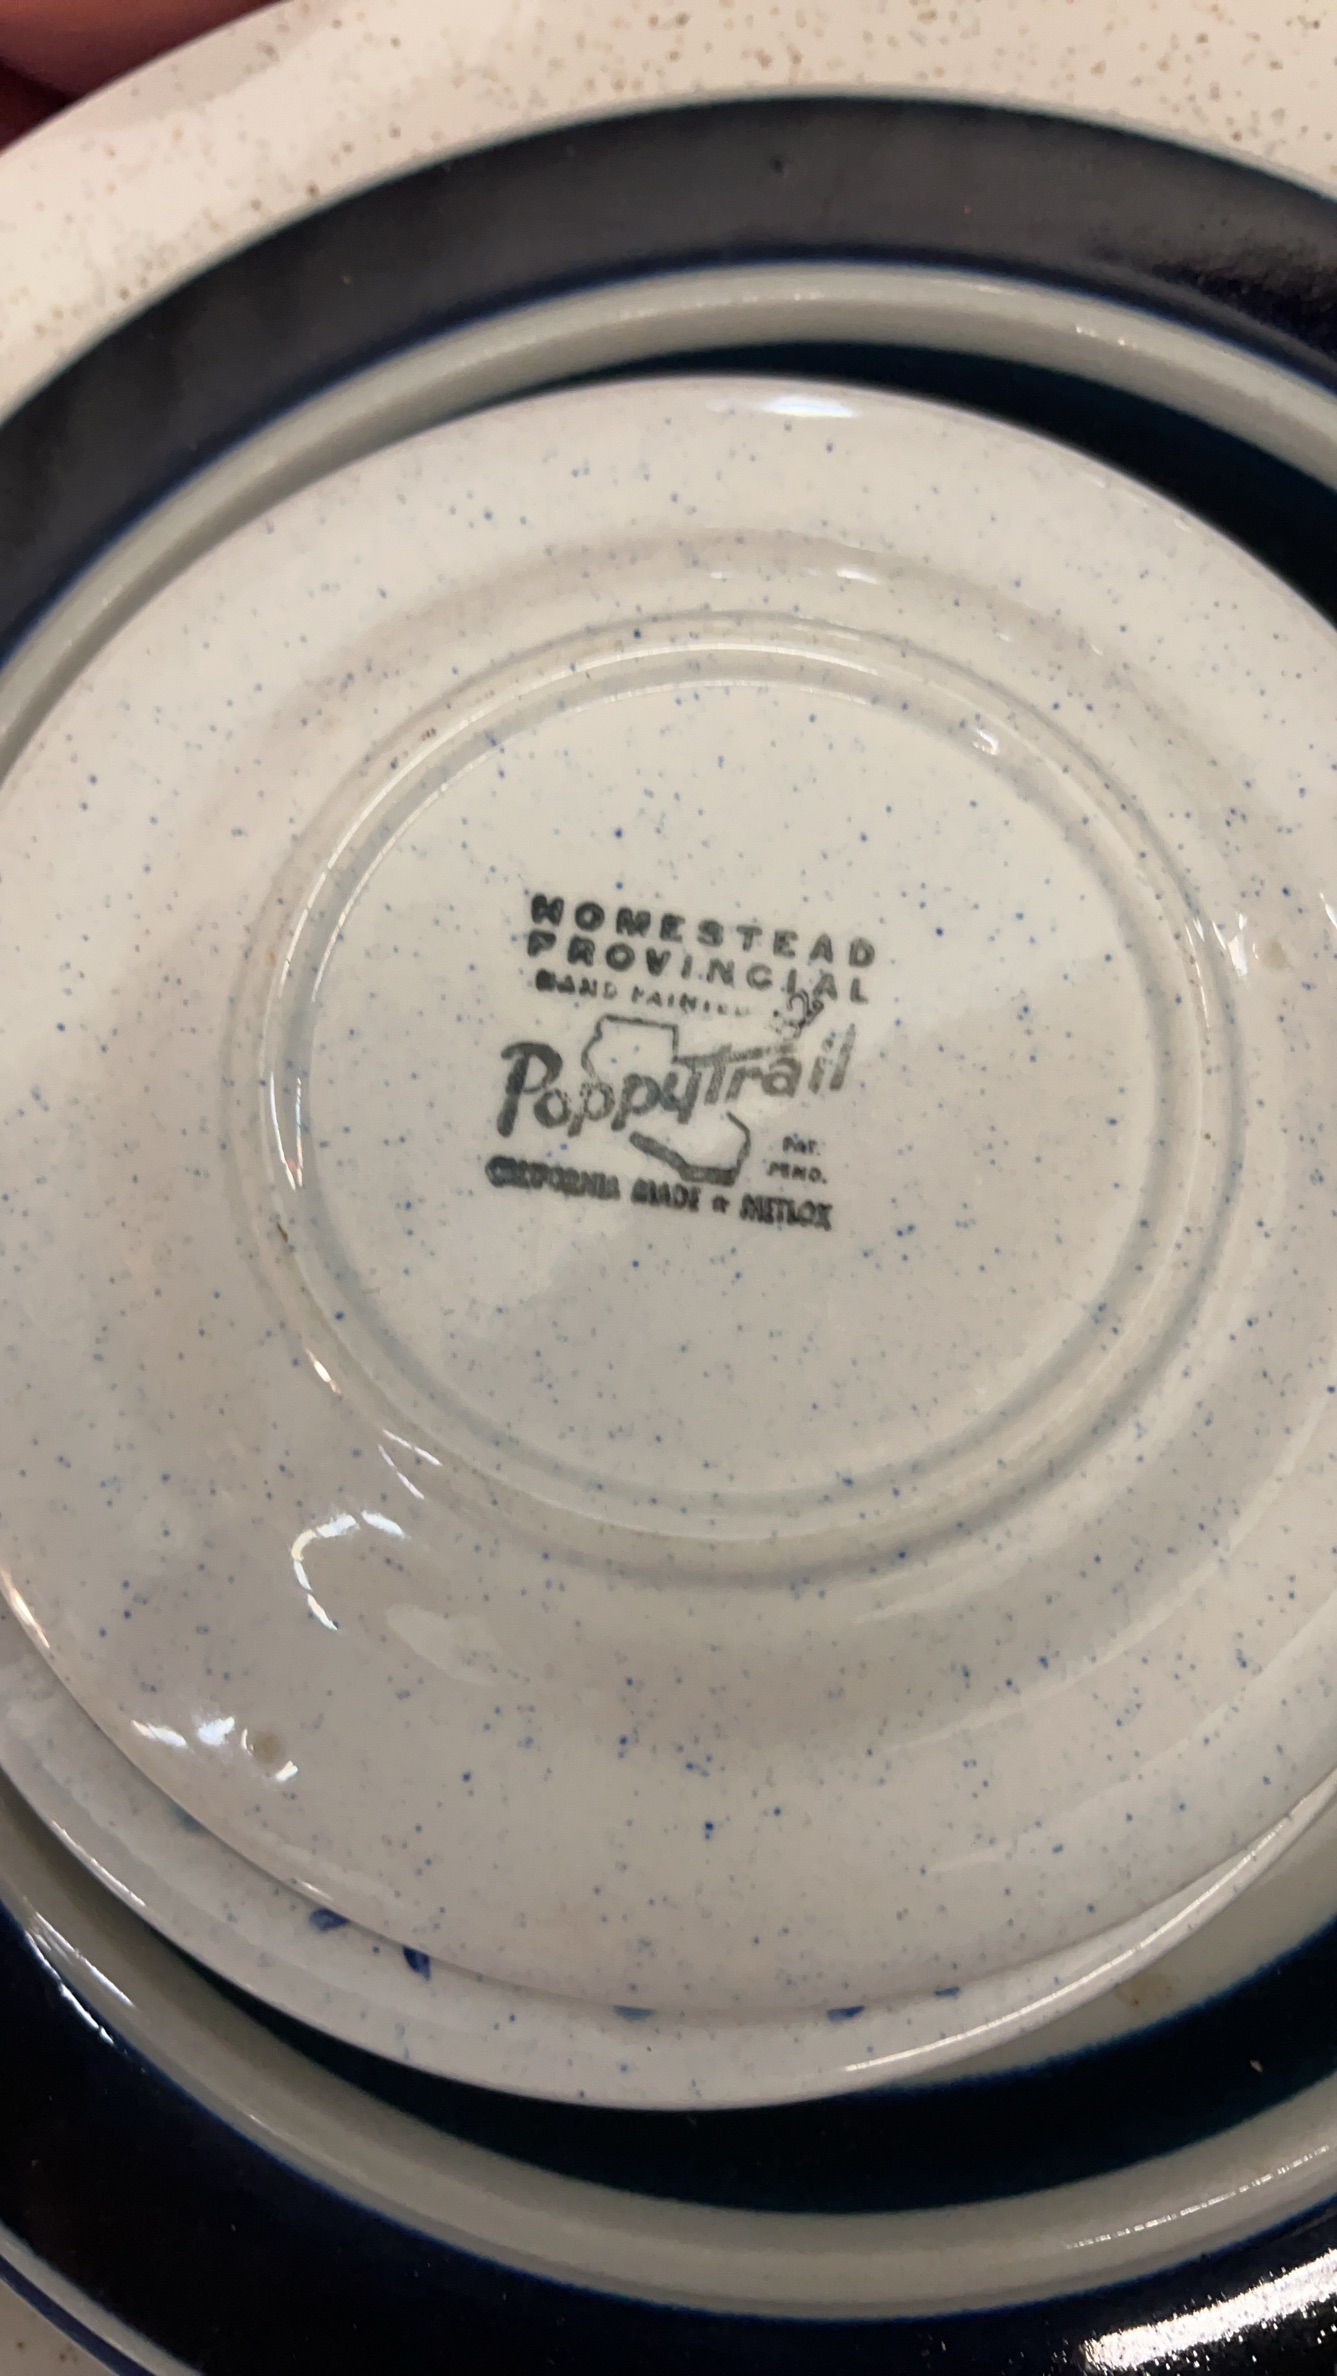 HOMESTEAD
PROVINCIAL
HAND PAINTED
PoppyTrail
PAT.
PEND.
CALIFORNIA MADE ☆ METLOX